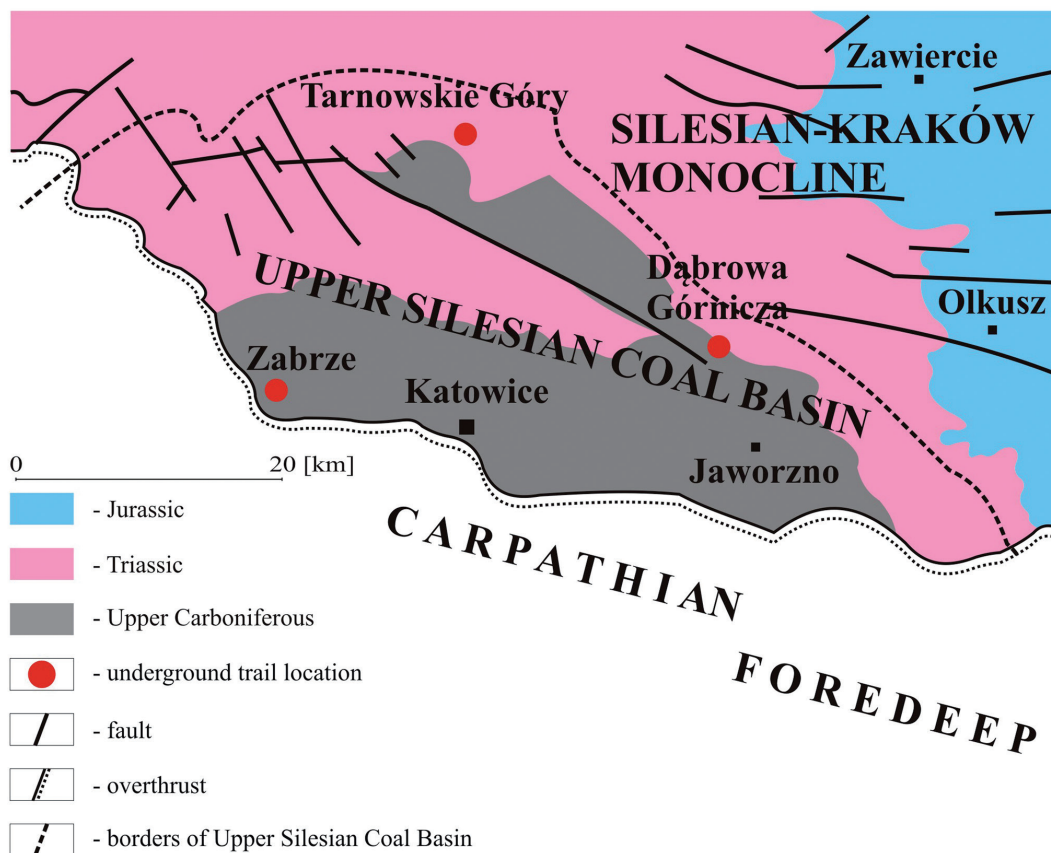 Zawiercie
Tarnowskie Góry
SILESIAN-KRAKÓW
MONOCLINE
Dąbrowa
Górnicza
UPPER SILESIAN COAL BASIN
Olkusz
Zabrze
Katowice
Jaworzno
0 20 [km]
CARPATHIAN
FOREDEEP
- Jurassic
- Triassic
- Upper Carboniferous
- underground trail location
- fault
- overthrust
- borders of Upper Silesian Coal Basin